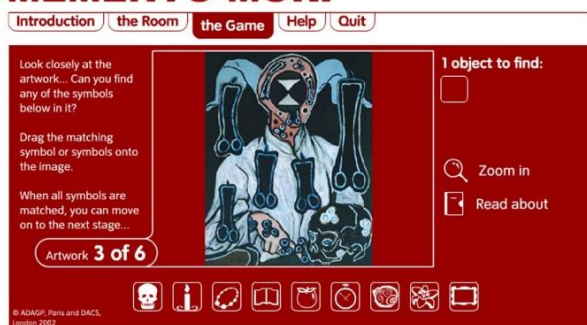 MEMENTO MORI
Introduction
the Room
the Game
Help
Quit
Look closely at the
artwork... Can you find
any of the symbols
below in it?
Drag the matching
symbol or symbols onto
the image.
When all symbols are
matched, you can move
on to the next stage...
Artwork 3 of 6
1 object to find:
Zoom in
Read about
© ADAGP, Paris and DACS,
London 2002